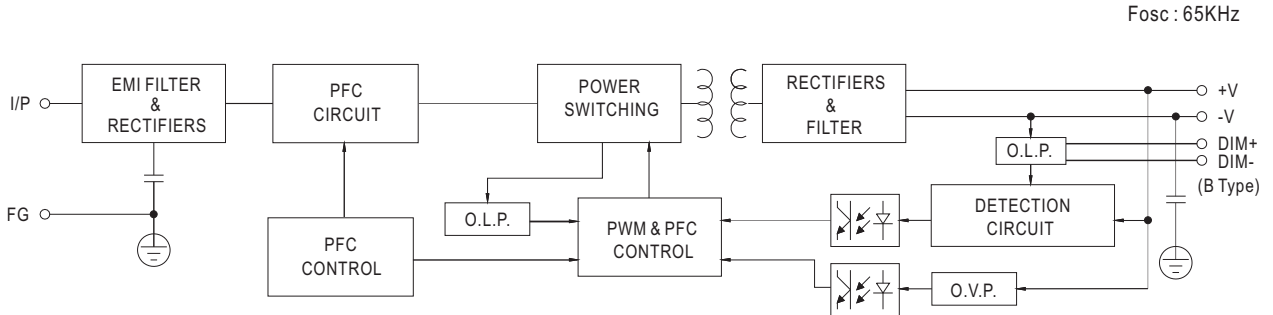 Fosc : 65KHz
I/P
EMI FILTER
&
RECTIFIERS
PFC
CIRCUIT
POWER
SWITCHING
RECTIFIERS
&
FILTER
+V
-V
DIM+
DIM-
(B Type)
O.L.P.
FG
O.L.P.
PFC
CONTROL
PWM & PFC
CONTROL
DETECTION
CIRCUIT
O.V.P.